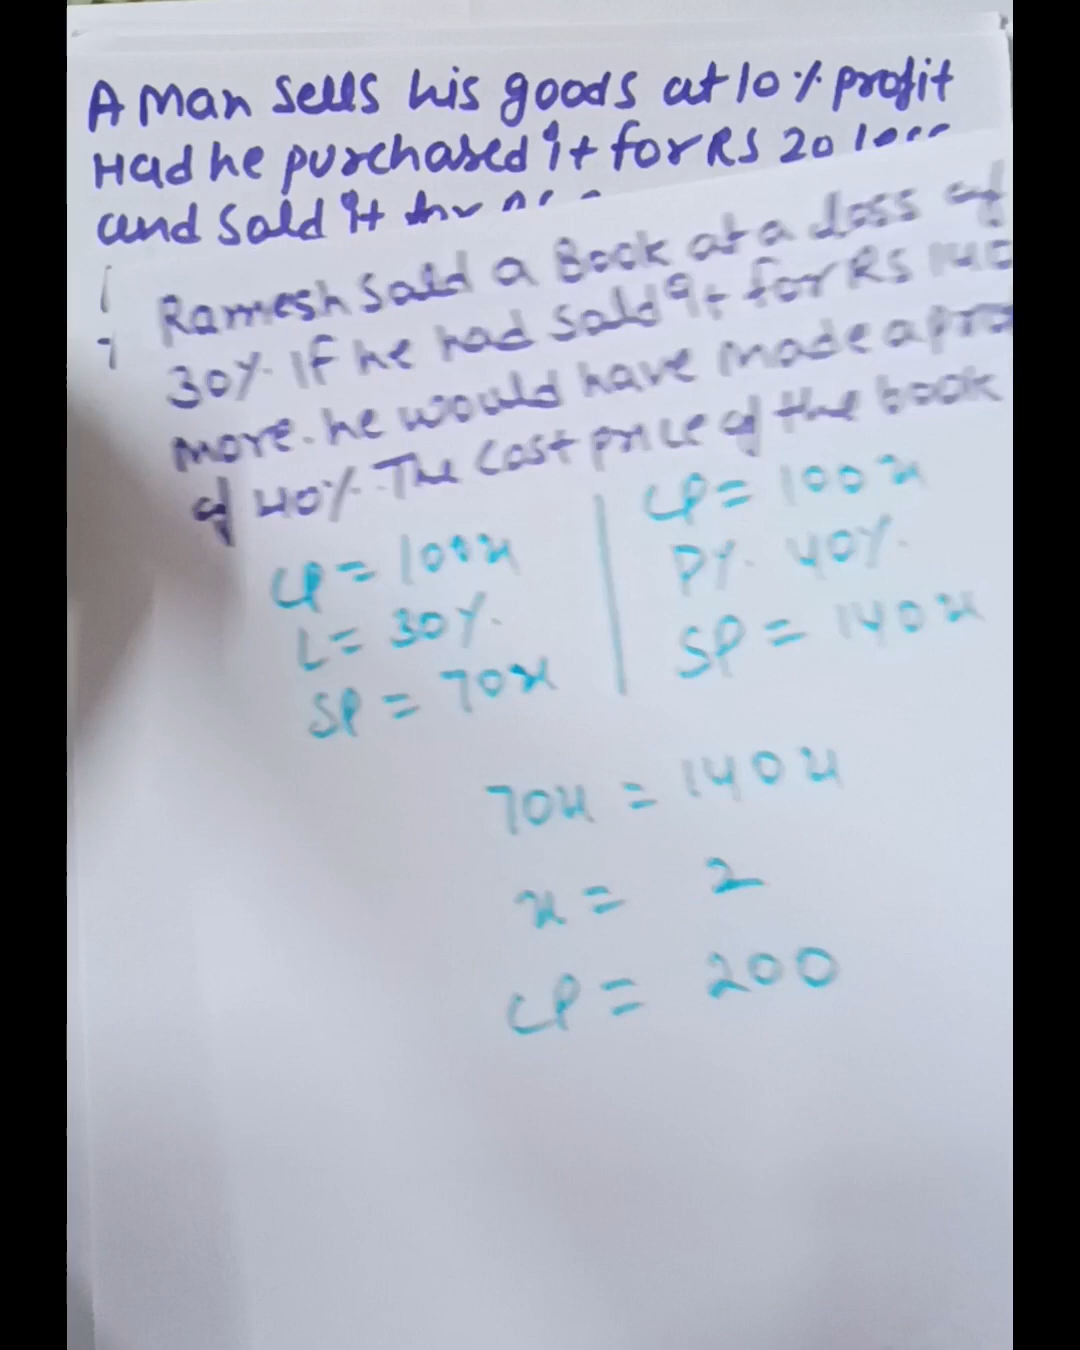 A Man sells his goods at 10% profit
Had he purchased it for RS 20 less
and sold it for
Ramesh Sold a Book at a loss of
30%. If he had sold it for RS 140
more. he would have made a pro
of 40%. The cost price of the book
CP = 100x
L = 30%.
SP = 70x
CP = 100x
P%. 40%.
SP = 140x
70x = 140x
x = 2
CP = 200